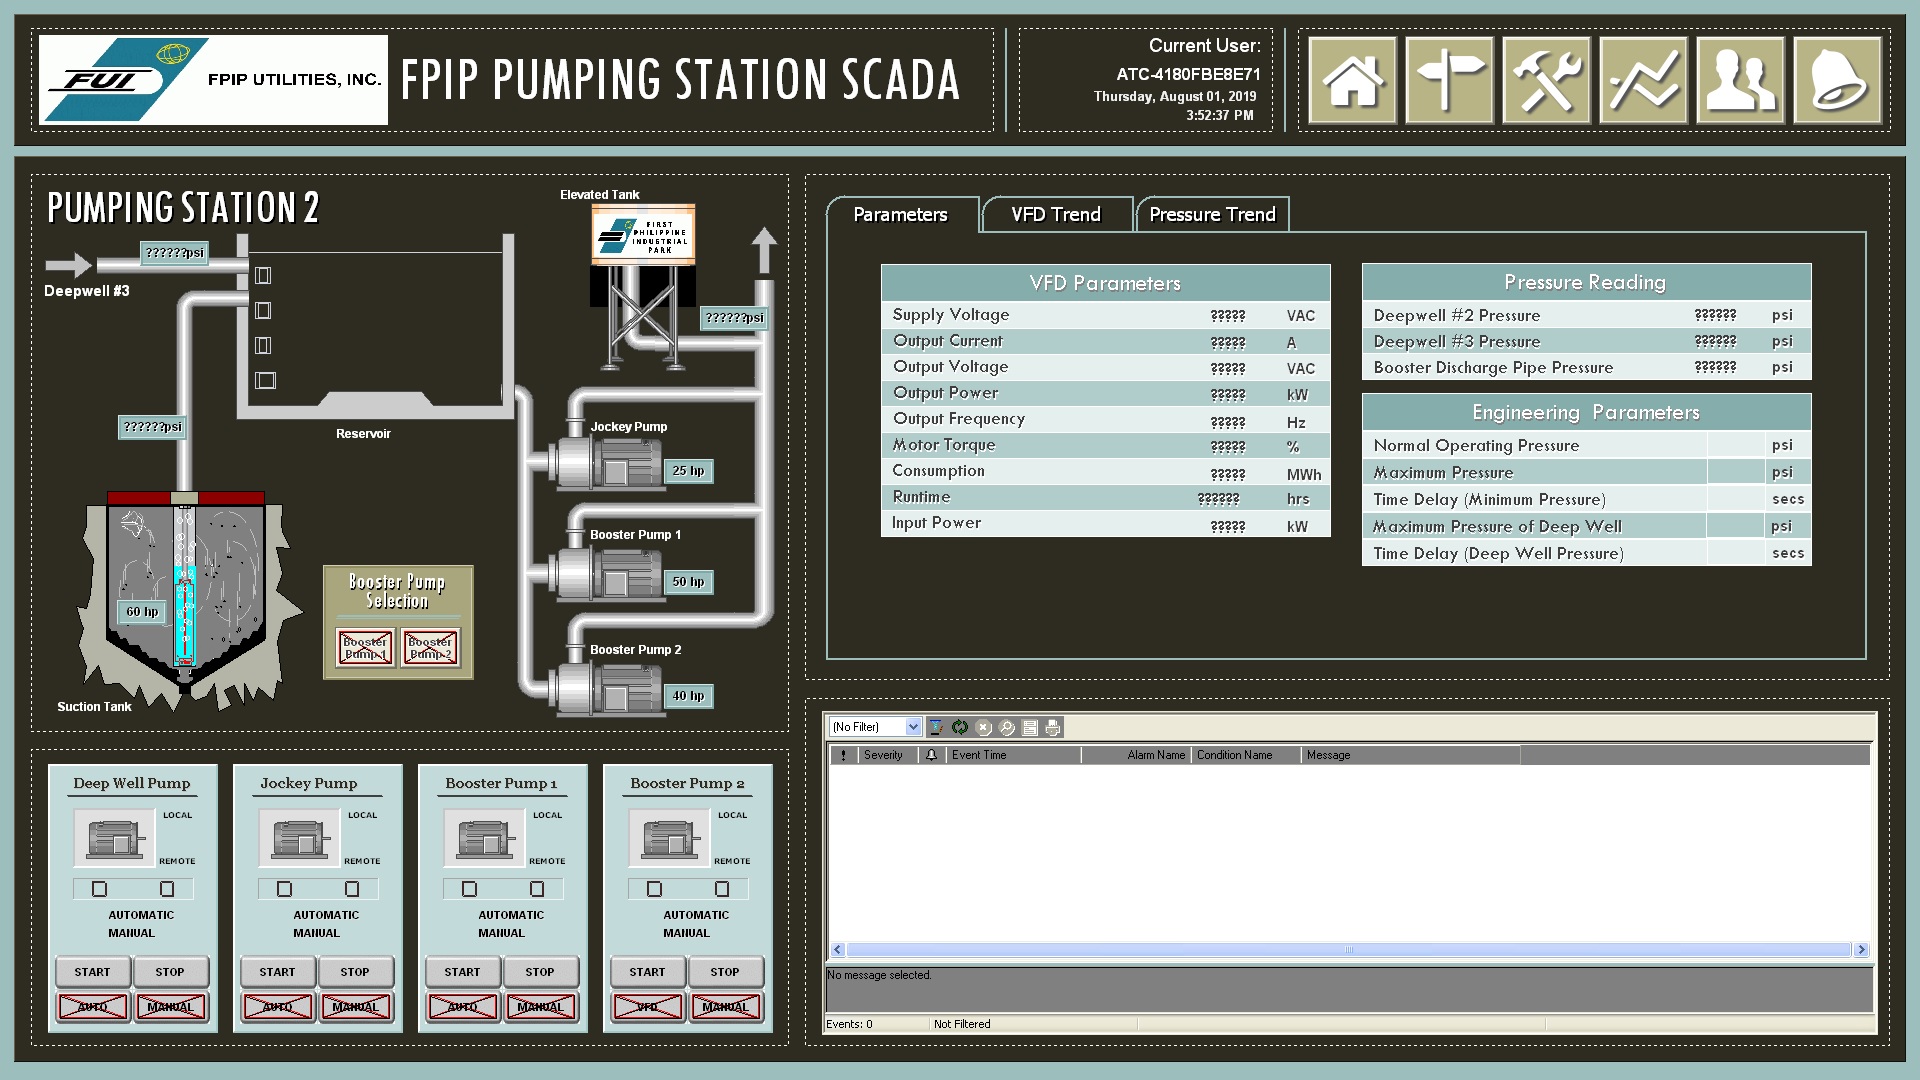 FUI
FPIP UTILITIES, INC.
FPIP PUMPING STATION SCADA
Current User:
ATC-4180FBE8E71
Thursday, August 01, 2019
3:52:37 PM
PUMPING STATION 2
??????psi
Deepwell #3
Elevated Tank
FIRST
PHILIPPINE
INDUSTRIAL
PARK
??????psi
??????psi
Reservoir
Jockey Pump
25 hp
Booster Pump 1
50 hp
Booster Pump 2
40 hp
60 hp
Suction Tank
Booster Pump
Selection
Booster
Pump 1
Booster
Pump 2
Deep Well Pump
LOCAL
REMOTE
AUTOMATIC
MANUAL
START
STOP
AUTO
MANUAL
Jockey Pump
LOCAL
REMOTE
AUTOMATIC
MANUAL
START
STOP
AUTO
MANUAL
Booster Pump 1
LOCAL
REMOTE
AUTOMATIC
MANUAL
START
STOP
AUTO
MANUAL
Booster Pump 2
LOCAL
REMOTE
AUTOMATIC
MANUAL
START
STOP
VFD
MANUAL
Parameters
VFD Trend
Pressure Trend
VFD Parameters
Supply Voltage ????? VAC
Output Current ????? A
Output Voltage ????? VAC
Output Power ????? kW
Output Frequency ????? Hz
Motor Torque ????? %
Consumption ????? MWh
Runtime ?????? hrs
Input Power ????? kW
Pressure Reading
Deepwell #2 Pressure ?????? psi
Deepwell #3 Pressure ?????? psi
Booster Discharge Pipe Pressure ?????? psi
Engineering Parameters
Normal Operating Pressure psi
Maximum Pressure psi
Time Delay (Minimum Pressure) secs
Maximum Pressure of Deep Well psi
Time Delay (Deep Well Pressure) secs
(No Filter)
! Severity Event Time Alarm Name Condition Name Message
No message selected.
Events: 0 Not Filtered